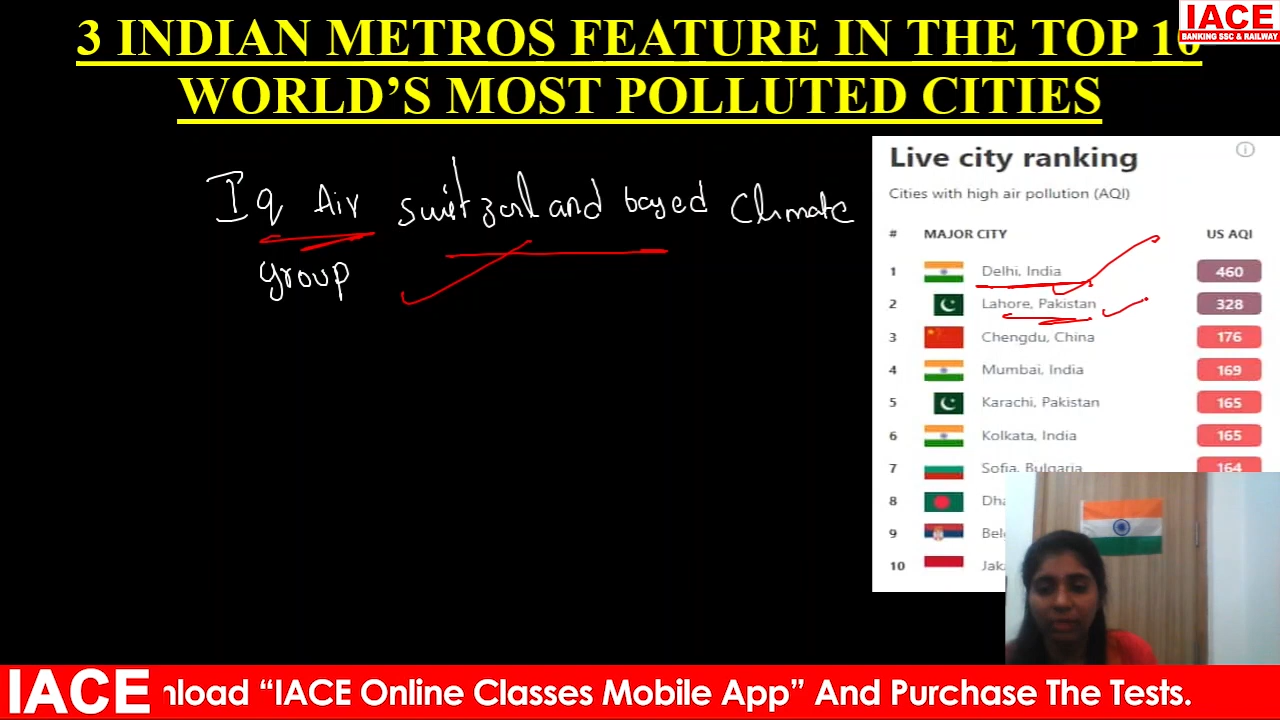 3 INDIAN METROS FEATURE IN THE TOP 10
WORLD'S MOST POLLUTED CITIES
IACE
BANKING SSC & RAILWAY
Iq Air switzerland based Climate
group
Live city ranking
Cities with high air pollution (AQI)
# MAJOR CITY US AQI
1 Delhi, India 460
2 Lahore, Pakistan 328
3 Chengdu, China 176
4 Mumbai, India 169
5 Karachi, Pakistan 165
6 Kolkata, India 165
7 Sofia, Bulgaria 164
8 Dha
9 Bel
10 Jak
IACE nload “IACE Online Classes Mobile App” And Purchase The Tests.